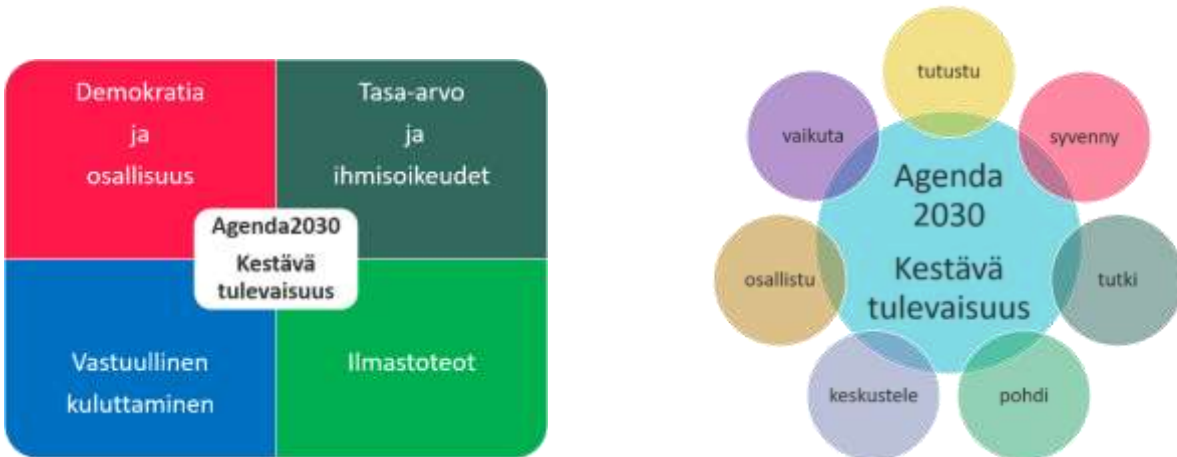 Demokratia
ja
osallisuus
Tasa-arvo
ja
ihmisoikeudet
Agenda2030
Kestävä
tulevaisuus
Vastuullinen
kuluttaminen
Ilmastoteot
tutustu
syvenny
tutki
pohdi
keskustele
osallistu
vaikuta
Agenda
2030
Kestävä
tulevaisuus